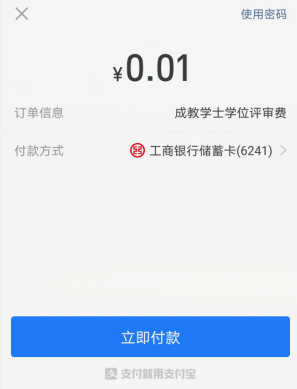 使用密码
¥0.01
订单信息 成教学士学位评审费
付款方式 工商银行储蓄卡(6241)
立即付款
支付就用支付宝